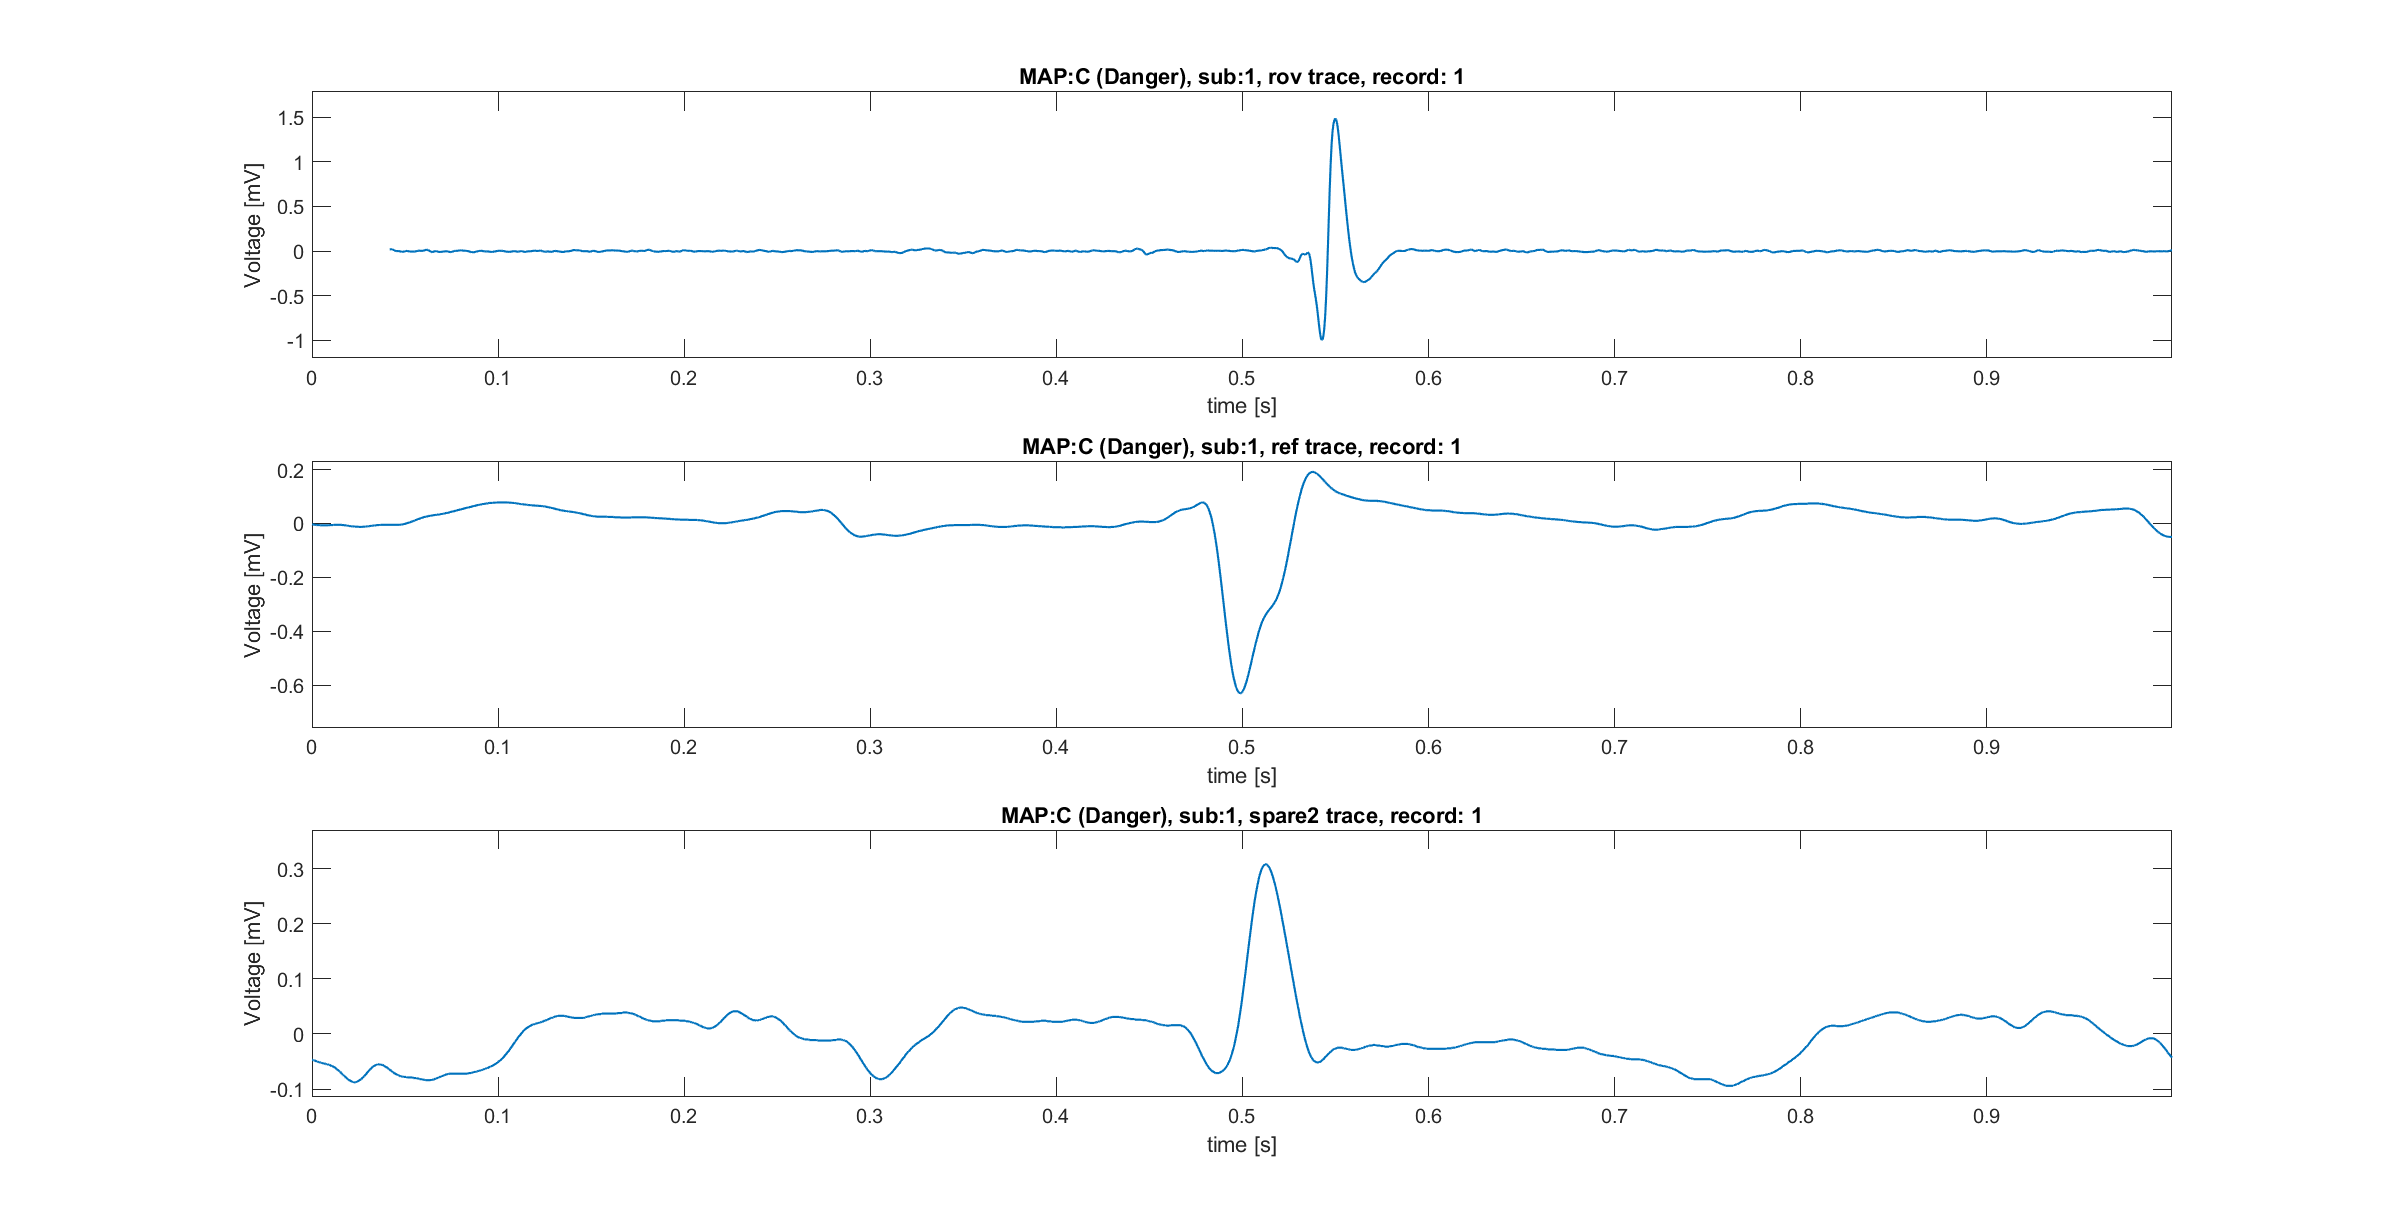 MAP:C (Danger), sub:1, rov trace, record: 1
Voltage [mV]
1.5
1
0.5
0
-0.5
-1
0 0.1 0.2 0.3 0.4 0.5 0.6 0.7 0.8 0.9
time [s]
MAP:C (Danger), sub:1, ref trace, record: 1
Voltage [mV]
0.2
0
-0.2
-0.4
-0.6
0 0.1 0.2 0.3 0.4 0.5 0.6 0.7 0.8 0.9
time [s]
MAP:C (Danger), sub:1, spare2 trace, record: 1
Voltage [mV]
0.3
0.2
0.1
0
-0.1
0 0.1 0.2 0.3 0.4 0.5 0.6 0.7 0.8 0.9
time [s]